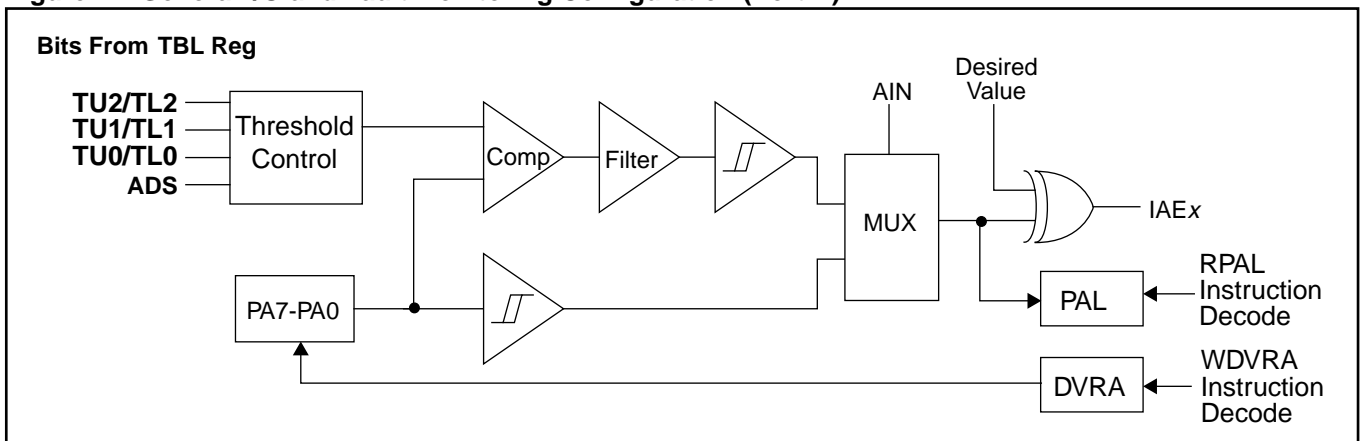 Bits From TBL Reg
TU2/TL2
TU1/TL1
TU0/TL0
ADS
Threshold
Control
Comp
Filter
AIN
Desired
Value
MUX
IAEx
PA7-PA0
PAL
RPAL
Instruction
Decode
DVRA
WDVRA
Instruction
Decode